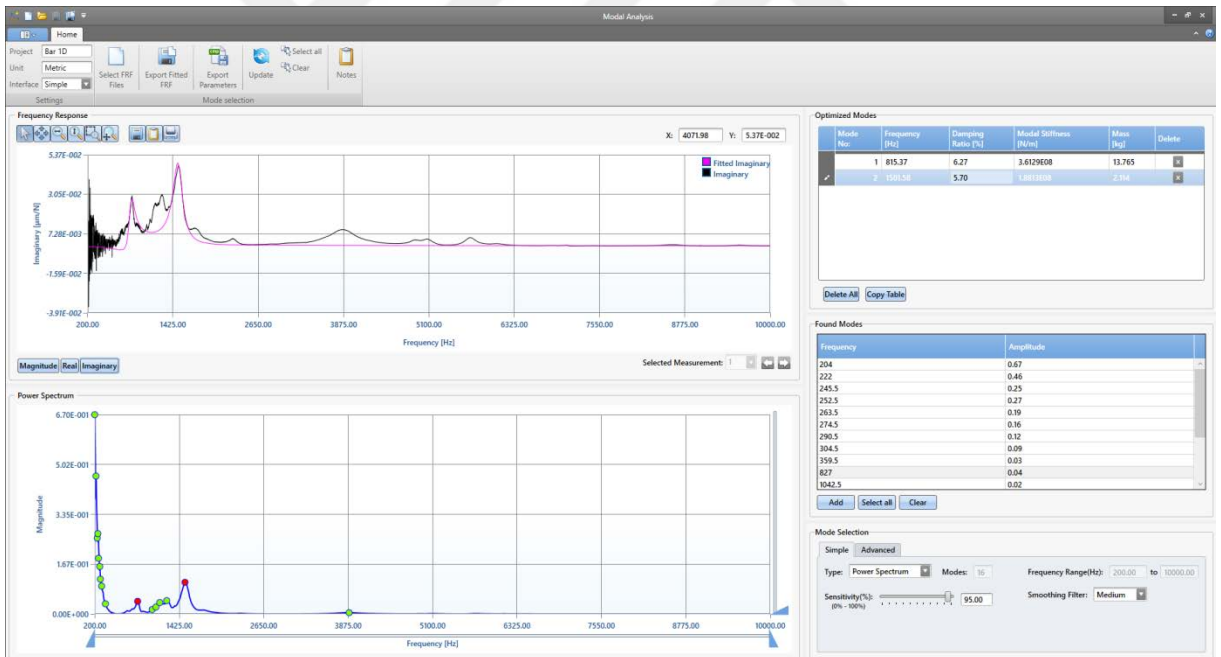 Modal Analysis
Home
Project Bar 1D
Unit Metric
Interface Simple
Settings
Select FRF Files
Export Fitted FRF
Export Parameters
Update
Select all
Clear
Notes
Mode selection
Frequency Response
X: 4071.98 Y: 5.37E-002
Fitted Imaginary
Imaginary
5.37E-002
3.05E-002
7.28E-003
-1.59E-002
-3.91E-002
Imaginary [µm/N]
200.00 1425.00 2650.00 3875.00 5100.00 6325.00 7550.00 8775.00 10000.00
Frequency [Hz]
Magnitude Real Imaginary
Selected Measurement: 1
Power Spectrum
6.70E-001
5.02E-001
3.35E-001
1.67E-001
0.00E+000
Magnitude
200.00 1425.00 2650.00 3875.00 5100.00 6325.00 7550.00 8775.00 10000.00
Frequency [Hz]
Optimized Modes
Mode No: Frequency [Hz] Damping Ratio [%] Modal Stiffness [N/m] Mass [kg] Delete
1 815.37 6.27 3.6129E08 13.765
2 1501.58 5.70 1.8813E08 2.114
Delete All Copy Table
Found Modes
Frequency Amplitude
204 0.67
222 0.46
245.5 0.25
252.5 0.27
263.5 0.19
274.5 0.16
290.5 0.12
304.5 0.09
359.5 0.03
827 0.04
1042.5 0.02
Add Select all Clear
Mode Selection
Simple Advanced
Type: Power Spectrum Modes: 16 Frequency Range(Hz): 200.00 to 10000.00
Sensitivity(%): 95.00 Smoothing Filter: Medium
(0% - 100%)